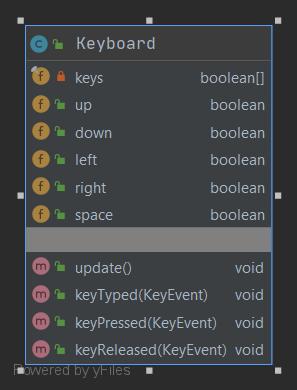 Keyboard
keys boolean[]
up boolean
down boolean
left boolean
right boolean
space boolean
update() void
keyTyped(KeyEvent) void
keyPressed(KeyEvent) void
keyReleased(KeyEvent) void
Powered by yFiles